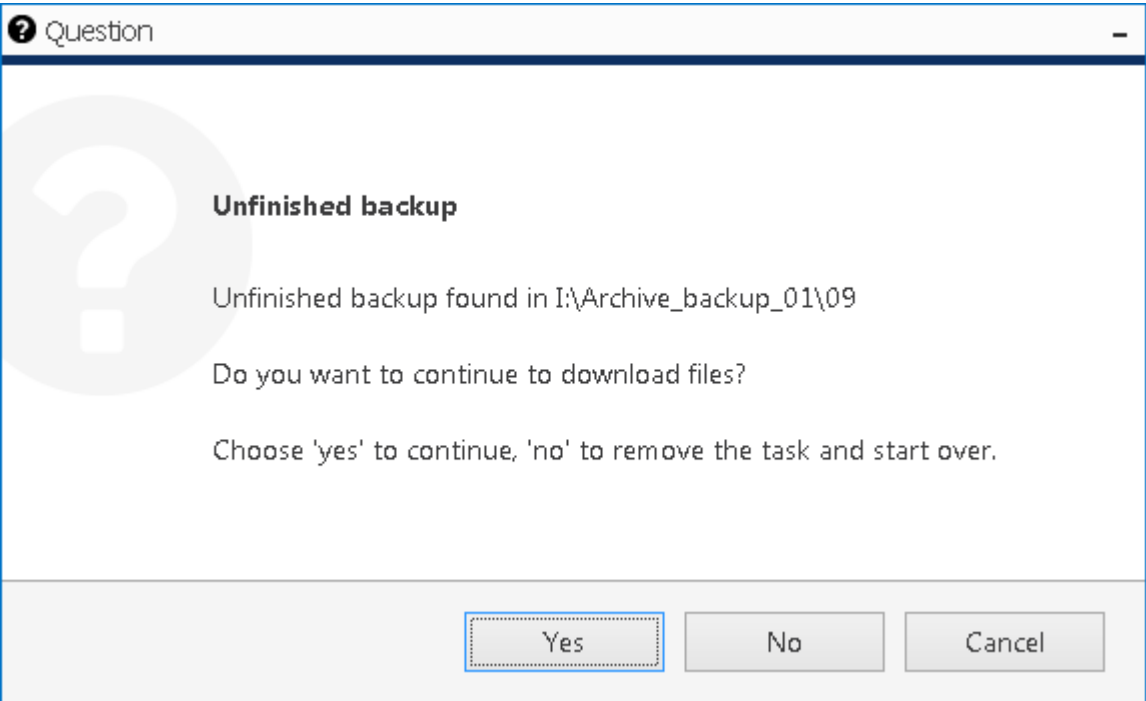 Question
Unfinished backup
Unfinished backup found in I:\Archive_backup_01\09
Do you want to continue to download files?
Choose 'yes' to continue, 'no' to remove the task and start over.
Yes No Cancel